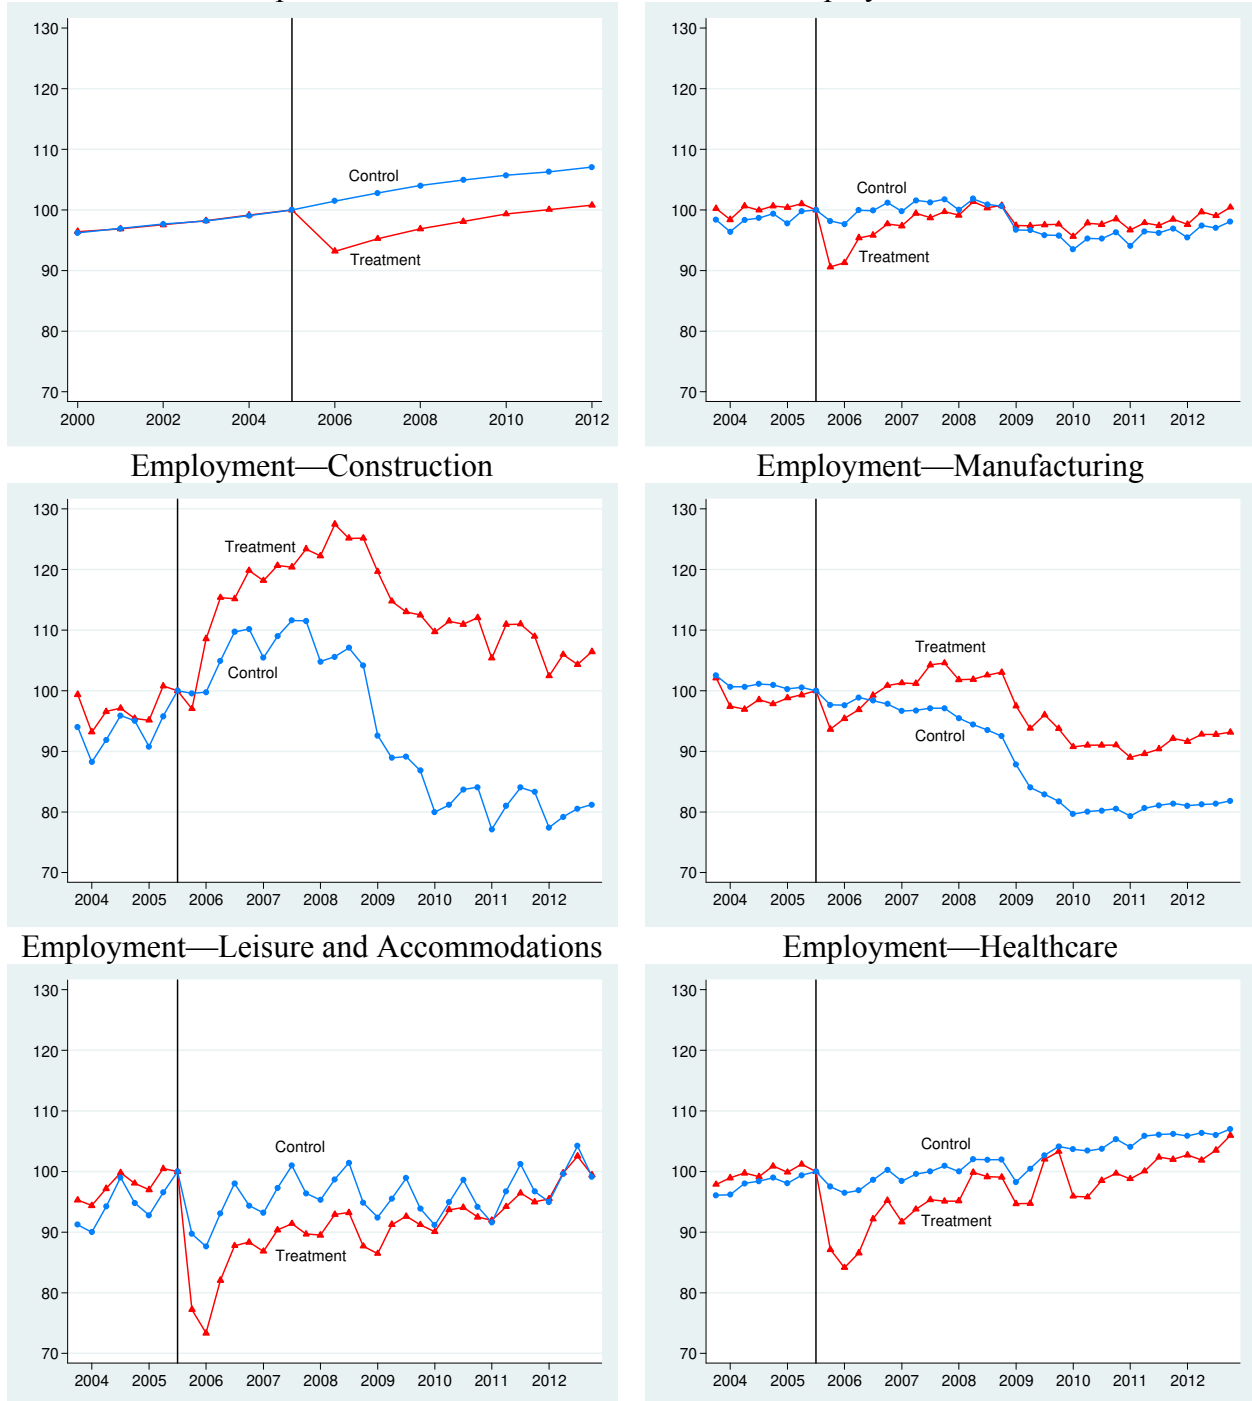 130 130
120 120
110 110
Control Control
100 100
Treatment Treatment
90 90
80 80
70 70
2000 2002 2004 2006 2008 2010 2012 2004 2005 2006 2007 2008 2009 2010 2011 2012
Employment—Construction Employment—Manufacturing
130 130
Treatment
120 120
110 110
Treatment
Control
100 100
Control
90 90
80 80
70 70
2004 2005 2006 2007 2008 2009 2010 2011 2012 2004 2005 2006 2007 2008 2009 2010 2011 2012
Employment—Leisure and Accommodations Employment—Healthcare
130 130
120 120
110 110
Control Control
100 100
Treatment
90 90
Treatment
80 80
70 70
2004 2005 2006 2007 2008 2009 2010 2011 2012 2004 2005 2006 2007 2008 2009 2010 2011 2012